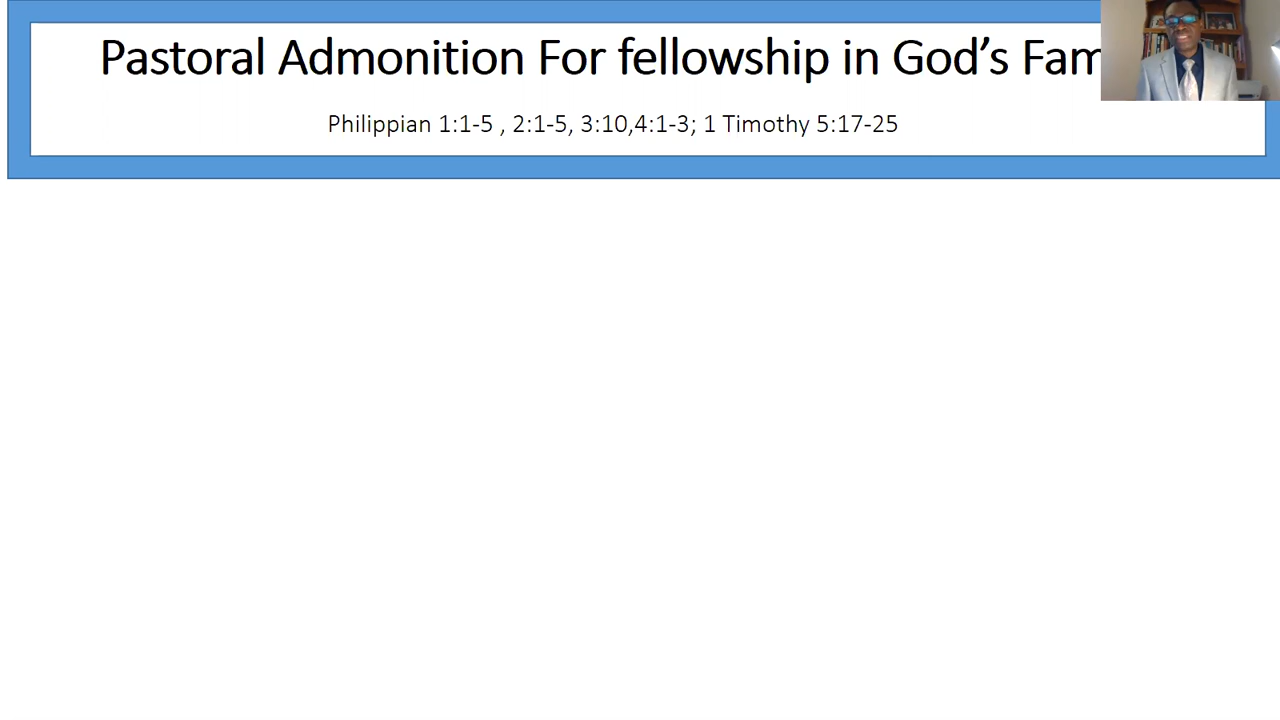 Pastoral Admonition For fellowship in God’s Fam
Philippian 1:1-5 , 2:1-5, 3:10,4:1-3; 1 Timothy 5:17-25